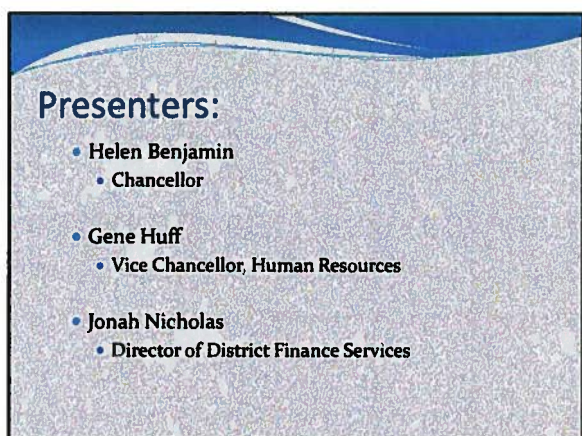 Presenters:
• Helen Benjamin
• Chancellor
• Gene Huff
• Vice Chancellor, Human Resources
• Jonah Nicholas
• Director of District Finance Services